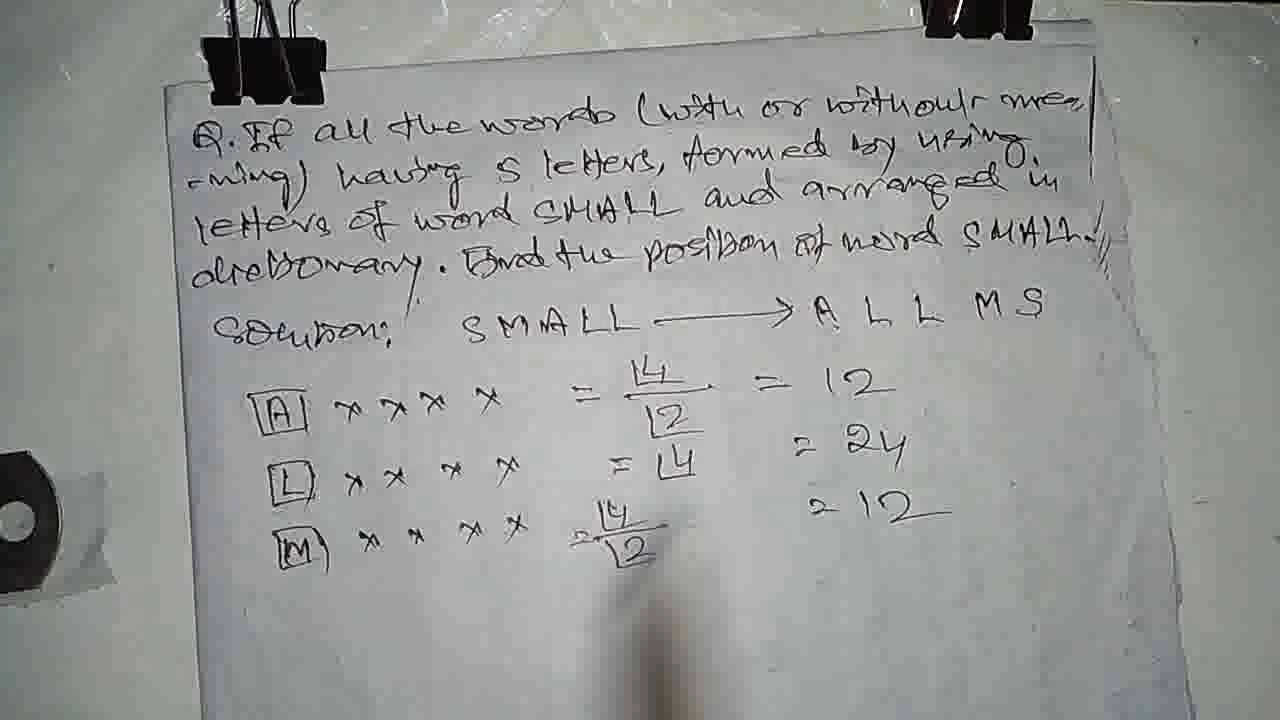 Q. If all the words (with or without mea
-ning) having 5 letters, formed by using
letters of word SMALL and arranged in
dictionary. Find the position of word SMALL.
Solution: SMALL → A L L M S
A × × × × = ⌊4 / ⌊2 = 12
L × × × × = ⌊4 = 24
M × × × × = ⌊4 / ⌊2 = 12